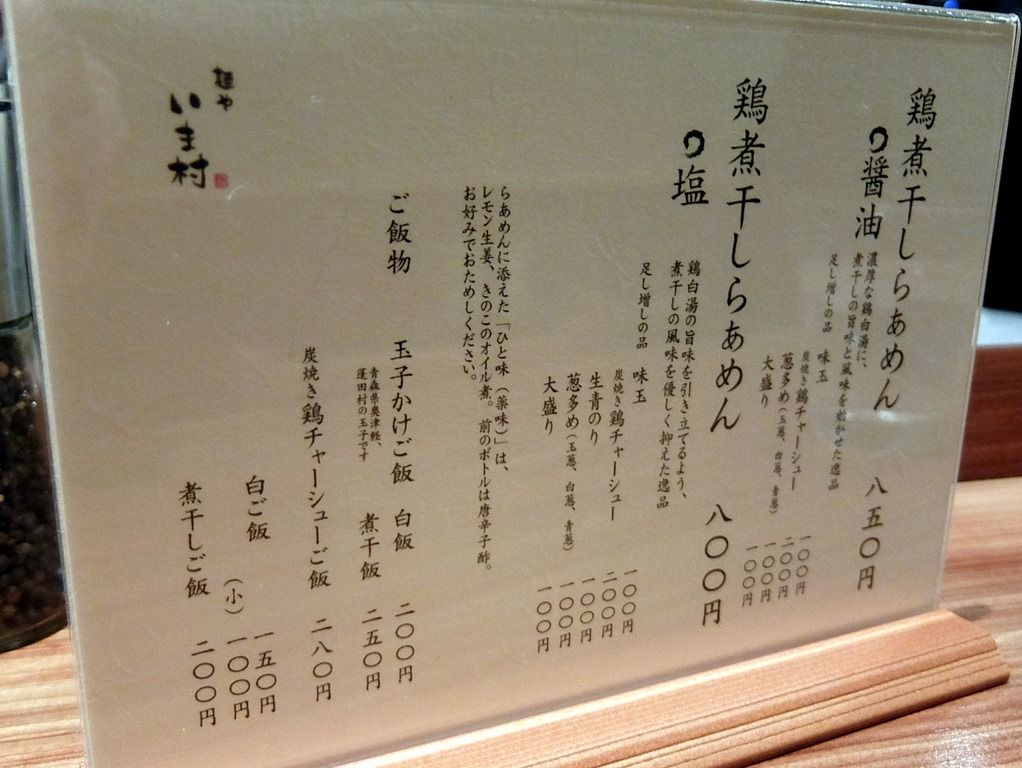 鶏煮干しらあめん 八五〇円
醤油
濃厚な鶏白湯に、
煮干しの旨味と風味を効かせた逸品
足し増しの品 味玉 一〇〇円
炭焼き鶏チャーシュー 二〇〇円
葱多め（玉葱、白葱、青葱） 一〇〇円
大盛り 一〇〇円
鶏煮干しらあめん 八〇〇円
塩
鶏白湯の旨味を引き立てるよう、
煮干しの風味を優しく抑えた逸品
足し増しの品 味玉 一〇〇円
炭焼き鶏チャーシュー 二〇〇円
生青のり 一〇〇円
葱多め（玉葱、白葱、青葱） 一〇〇円
大盛り 一〇〇円
らあめんに添えた「ひと味（薬味）」は、
レモン生姜、きのこのオイル煮。前のボトルは唐辛子酢。
お好みでおためしください。
ご飯物 玉子かけご飯 白飯 二〇〇円
青森県奥津軽、
蓬田村の玉子です
煮干飯 二五〇円
炭焼き鶏チャーシューご飯 二八〇円
白ご飯 一五〇円
（小） 一〇〇円
煮干しご飯 二〇〇円
麺や
いま村